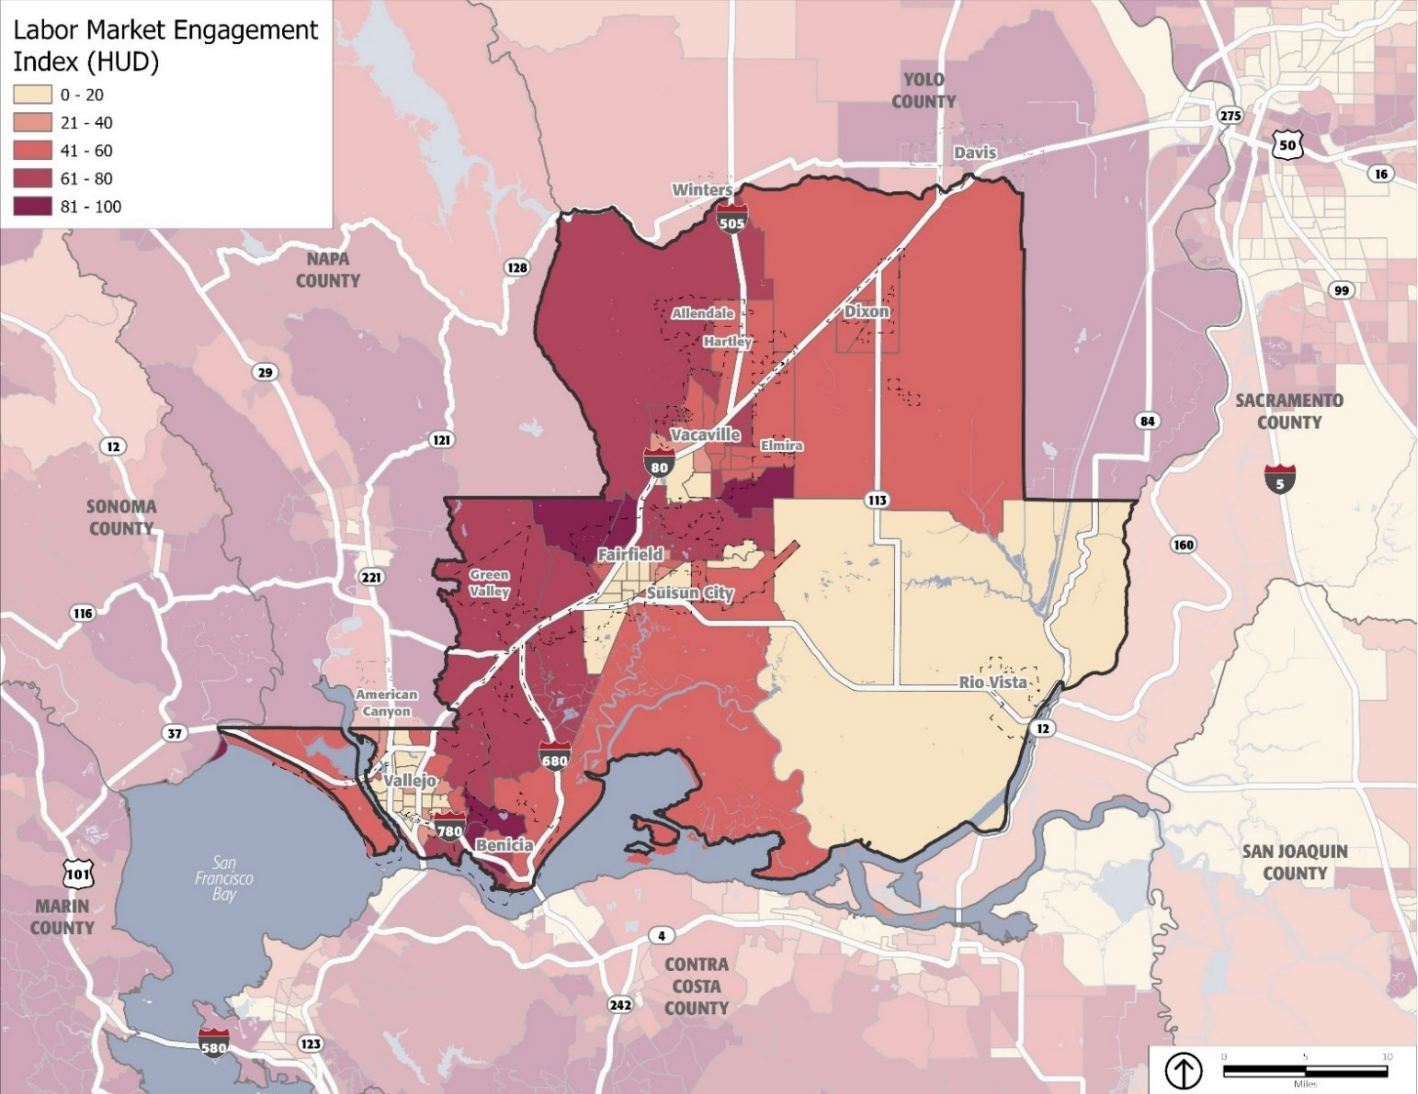 Labor Market Engagement
Index (HUD)
0 - 20
21 - 40
41 - 60
61 - 80
81 - 100
YOLO
COUNTY
275
50
Davis
16
Winters
505
NAPA
COUNTY
128
99
Allendale
Dixon
Hartley
29
SACRAMENTO
COUNTY
84
12
121
Vacaville
Elmira
80
5
113
SONOMA
COUNTY
160
Fairfield
221
Green
Valley
Suisun City
116
Rio Vista
American
Canyon
37
12
680
Vallejo
780
Benicia
San
Francisco
Bay
101
MARIN
COUNTY
SAN JOAQUIN
COUNTY
4
CONTRA
COSTA
COUNTY
242
580
123
0 5 10
Miles